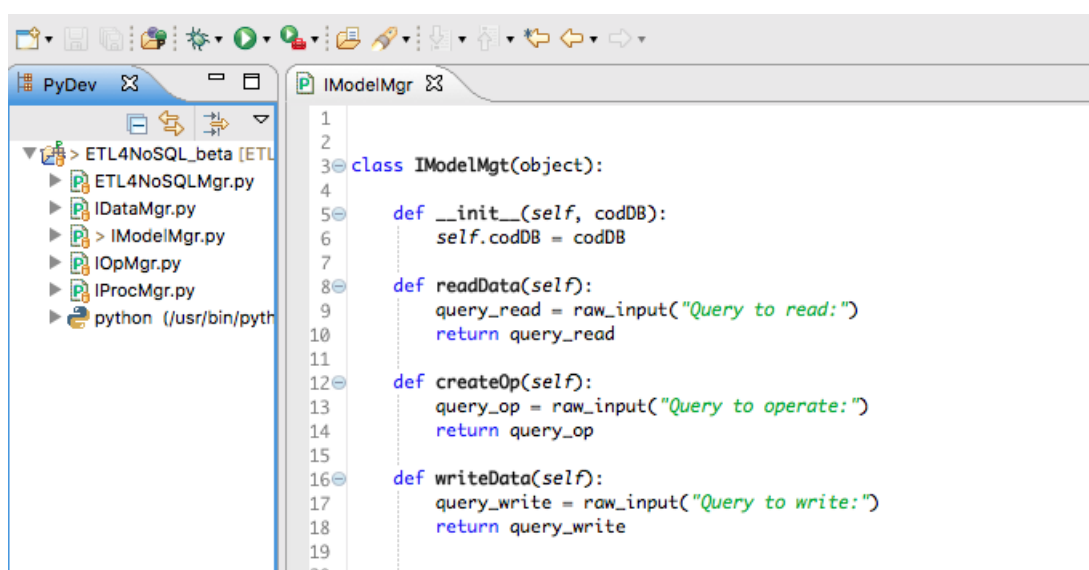 PyDev
ETL4NoSQL_beta [ETL
ETL4NoSQLMgr.py
IDataMgr.py
> IModelMgr.py
IOpMgr.py
IProcMgr.py
python (/usr/bin/pyth
IModelMgr
1
2
3 class IModelMgt(object):
4
5 def __init__(self, codDB):
6 self.codDB = codDB
7
8 def readData(self):
9 query_read = raw_input("Query to read:")
10 return query_read
11
12 def createOp(self):
13 query_op = raw_input("Query to operate:")
14 return query_op
15
16 def writeData(self):
17 query_write = raw_input("Query to write:")
18 return query_write
19